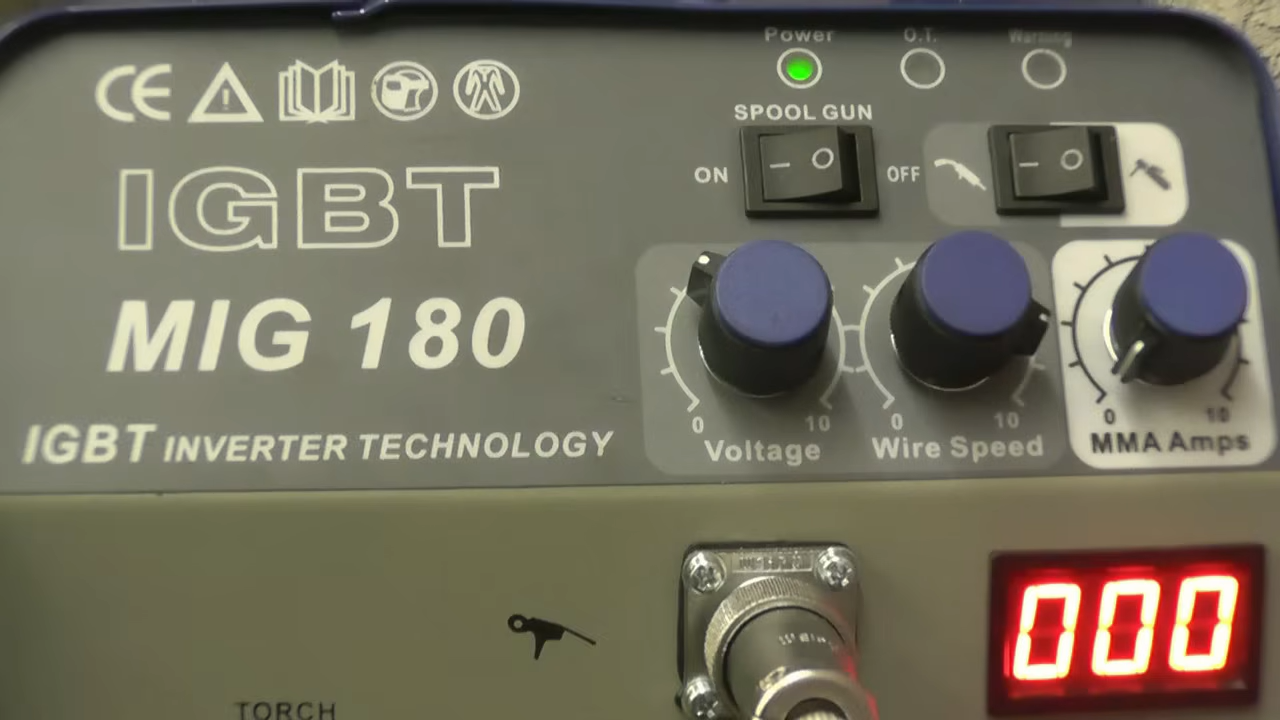 Power O.T. Warning
CE
SPOOL GUN
ON — O OFF — O
IGBT
MIG 180
0 10 0 10 0 10
Voltage Wire Speed MMA Amps
IGBT INVERTER TECHNOLOGY
000
TORCH